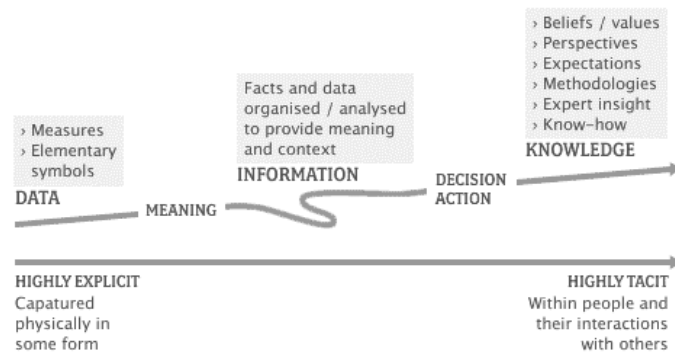 › Measures
› Elementary
symbols
DATA
MEANING
Facts and data
organised / analysed
to provide meaning
and context
INFORMATION
DECISION
ACTION
› Beliefs / values
› Perspectives
› Expectations
› Methodologies
› Expert insight
› Know-how
KNOWLEDGE
HIGHLY EXPLICIT
Capatured
physically in
some form
HIGHLY TACIT
Within people and
their interactions
with others